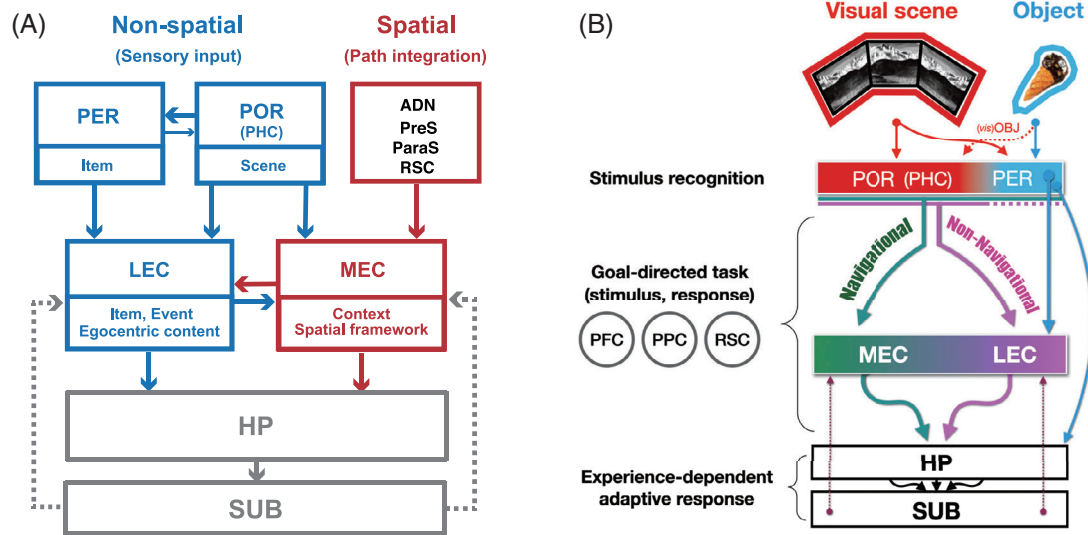 (A)
Non-spatial
(Sensory input)
Spatial
(Path integration)
PER
Item
POR
(PHC)
Scene
ADN
PreS
ParaS
RSC
LEC
Item, Event
Egocentric content
MEC
Context
Spatial framework
HP
SUB
(B)
Visual scene
Object
(vis)OBJ
Stimulus recognition
POR (PHC)
PER
Navigational
Non-Navigational
Goal-directed task
(stimulus, response)
PFC
PPC
RSC
MEC
LEC
HP
Experience-dependent
adaptive response
SUB